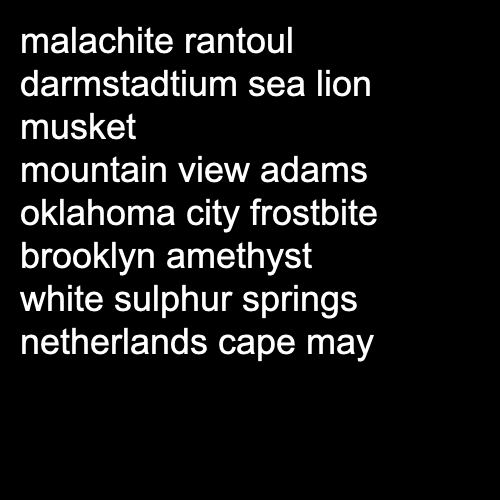 malachite rantoul
darmstadtium sea lion
musket
mountain view adams
oklahoma city frostbite
brooklyn amethyst
white sulphur springs
netherlands cape may